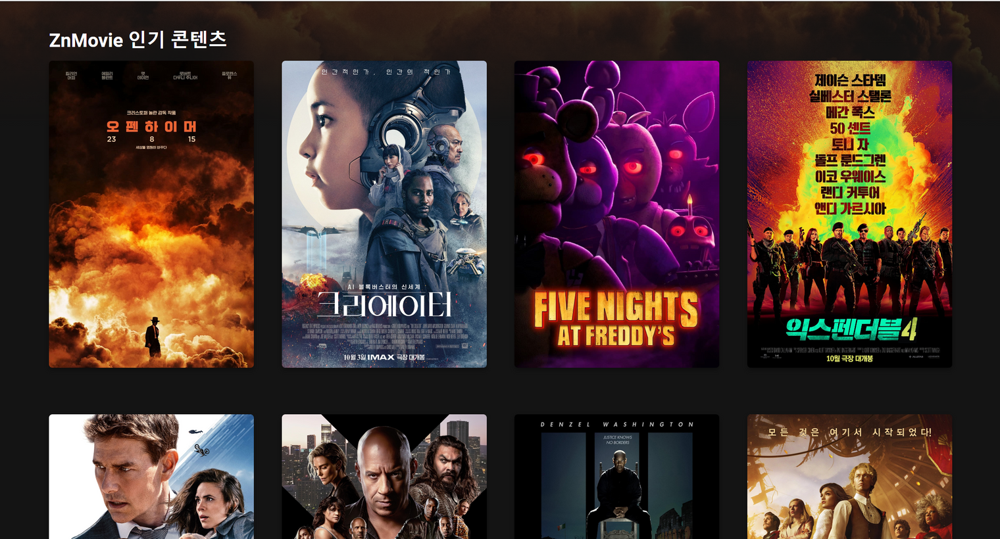 ZnMovie 인기 콘텐츠
킬리언 머피
에밀리 블런트
맷 데이먼
로버트 다우니 주니어
플로렌스 퓨
크리스토퍼 놀란 감독 작품
오펜하이머
23 8 15
세상을 영원히 바꾸다
인간적인가, 인간의 적인가
AI 블록버스터의 신세계
크리에이터
10월 3일 IMAX 극장 대개봉
POLICE
FIVE NIGHTS
AT FREDDY'S
제이슨 스타뎀
실베스터 스탤론
메간 폭스
50 센트
토니 자
돌프 룬드그렌
이코 우웨이스
랜디 커투어
앤디 가르시아
익스펜더블4
10월 극장 대개봉
DENZEL WASHINGTON
JUSTICE KNOWS
NO BORDERS
모든 것은 여기서 시작되었다!